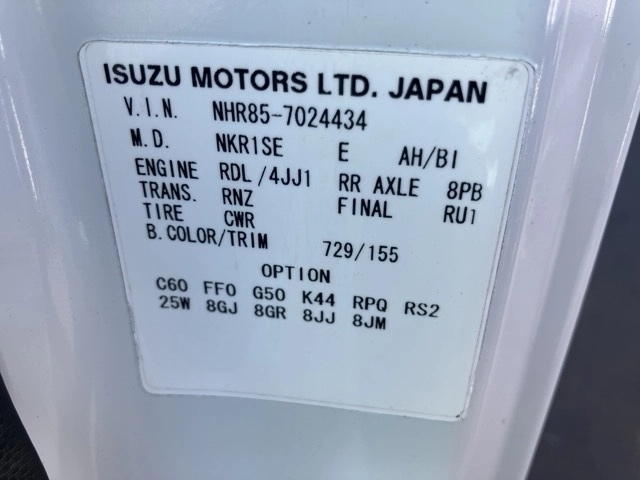 ISUZU MOTORS LTD. JAPAN
V.I.N. NHR85-7024434
M.D. NKR1SE E AH/BI
ENGINE RDL/4JJ1 RR AXLE 8PB
TRANS. RNZ FINAL RU1
TIRE CWR
B.COLOR/TRIM 729/155
OPTION
C60 FF0 G50 K44 RPQ RS2
25W 8GJ 8GR 8JJ 8JM